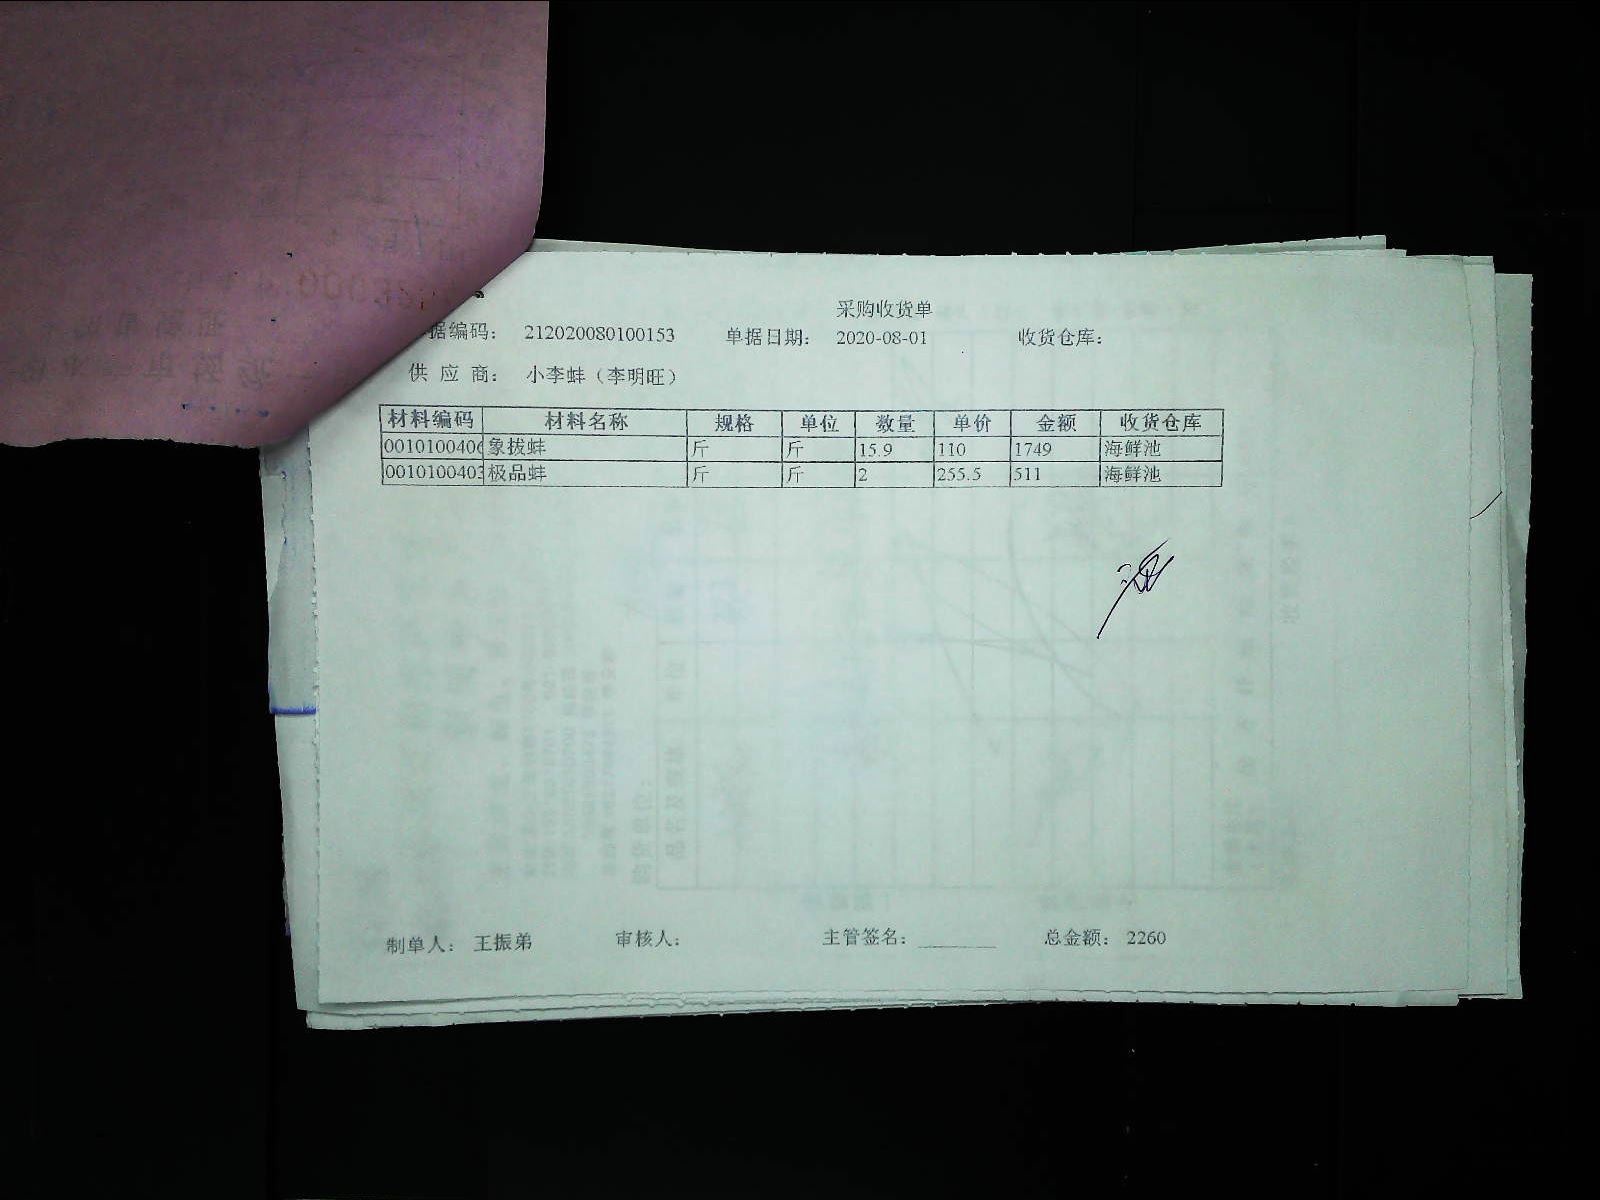 采购收货单
据编码： 212020080100153 单据日期： 2020-08-01 收货仓库：
供 应 商： 小李蚌（李明旺）
材料编码 材料名称 规格 单位 数量 单价 金额 收货仓库
0010100406 象拔蚌 斤 斤 15.9 110 1749 海鲜池
0010100403 极品蚌 斤 斤 2 255.5 511 海鲜池
制单人： 王振弟 审核人： 主管签名： ________ 总金额： 2260